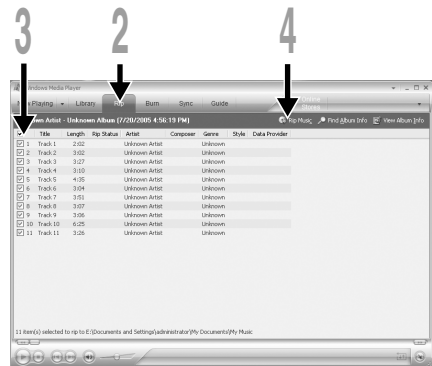 3 2 4
Windows Media Player
Playing Library Rip Burn Sync Guide Online Stores
Artist - Unknown Album (7/20/2005 4:56:19 PM) Rip Music Find Album Info View Album Info
Title Length Rip Status Artist Composer Genre Style Data Provider
1 Track 1 2:02 Unknown Artist Unknown
2 Track 2 3:02 Unknown Artist Unknown
3 Track 3 3:27 Unknown Artist Unknown
4 Track 4 3:10 Unknown Artist Unknown
5 Track 5 4:35 Unknown Artist Unknown
6 Track 6 3:04 Unknown Artist Unknown
7 Track 7 3:51 Unknown Artist Unknown
8 Track 8 3:07 Unknown Artist Unknown
9 Track 9 3:06 Unknown Artist Unknown
10 Track 10 6:25 Unknown Artist Unknown
11 Track 11 3:26 Unknown Artist Unknown
11 item(s) selected to rip to E:\Documents and Settings\administrator\My Documents\My Music